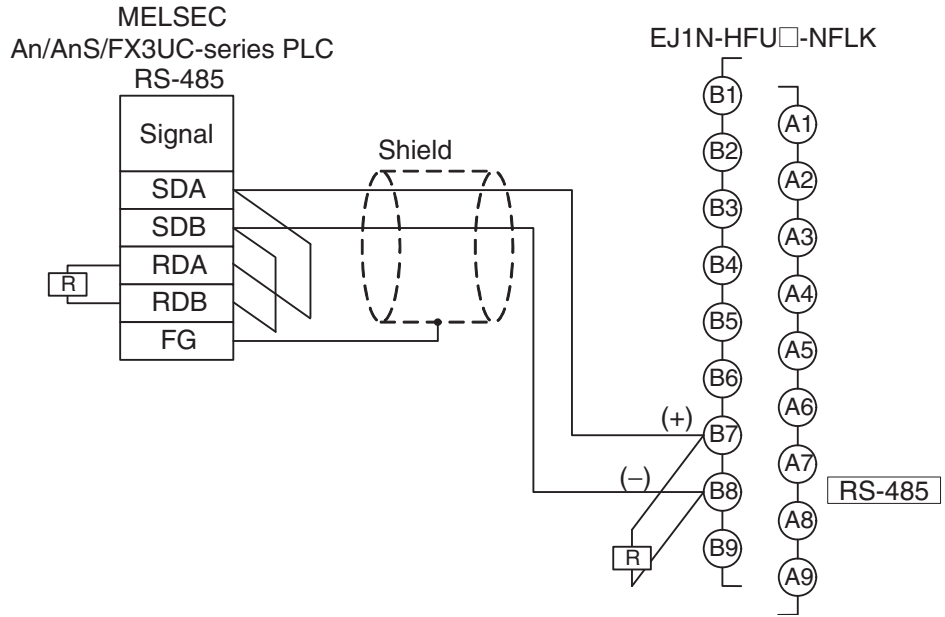 MELSEC
An/AnS/FX3UC-series PLC
RS-485
Signal
SDA
SDB
RDA
RDB
FG
R
Shield
EJ1N-HFU□-NFLK
B1
B2
B3
B4
B5
B6
(+)
B7
(−)
B8
B9
R
A1
A2
A3
A4
A5
A6
A7
A8
A9
RS-485